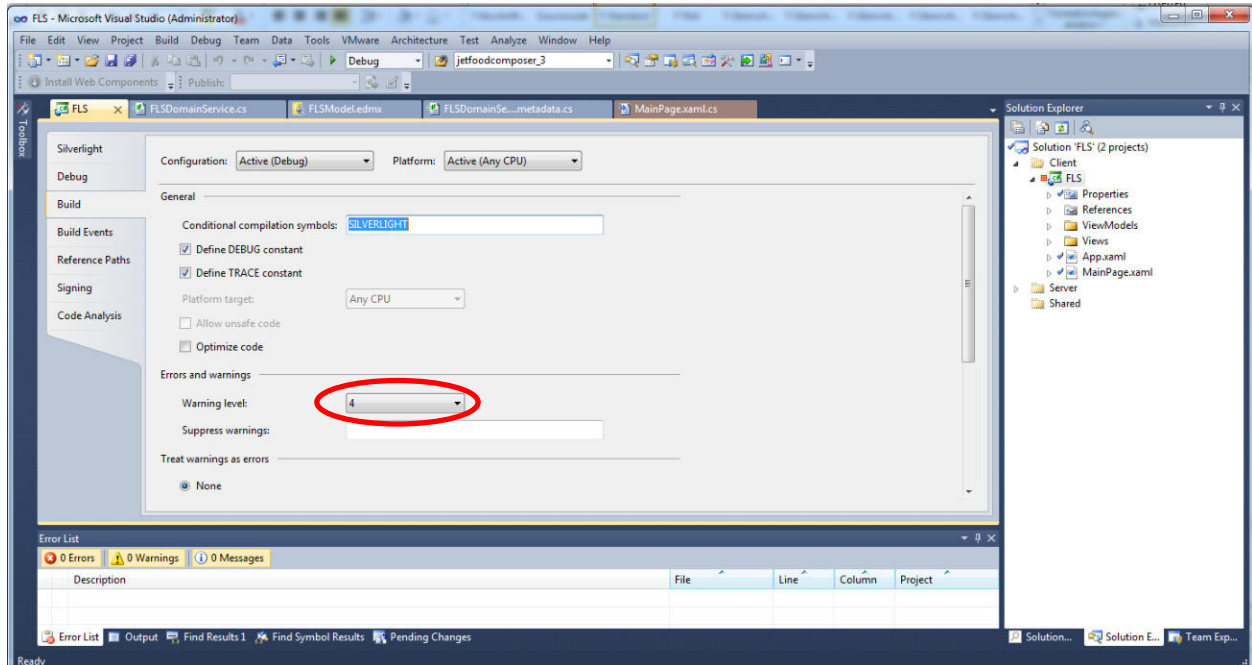 FLS - Microsoft Visual Studio (Administrator)
File Edit View Project Build Debug Team Data Tools VMware Architecture Test Analyze Window Help
Debug jetfoodcomposer_3
Install Web Components Publish:
Toolbox
FLS FLSDomainService.cs FLSModel.edmx FLSDomainSe....metadata.cs MainPage.xaml.cs
Silverlight
Debug
Build
Build Events
Reference Paths
Signing
Code Analysis
Configuration: Active (Debug) Platform: Active (Any CPU)
General
Conditional compilation symbols: SILVERLIGHT
Define DEBUG constant
Define TRACE constant
Platform target: Any CPU
Allow unsafe code
Optimize code
Errors and warnings
Warning level: 4
Suppress warnings:
Treat warnings as errors
None
Solution Explorer
Solution 'FLS' (2 projects)
Client
FLS
Properties
References
ViewModels
Views
App.xaml
MainPage.xaml
Server
Shared
Error List
0 Errors 0 Warnings 0 Messages
Description File Line Column Project
Error List Output Find Results 1 Find Symbol Results Pending Changes
Solution... Solution E... Team Exp...
Ready